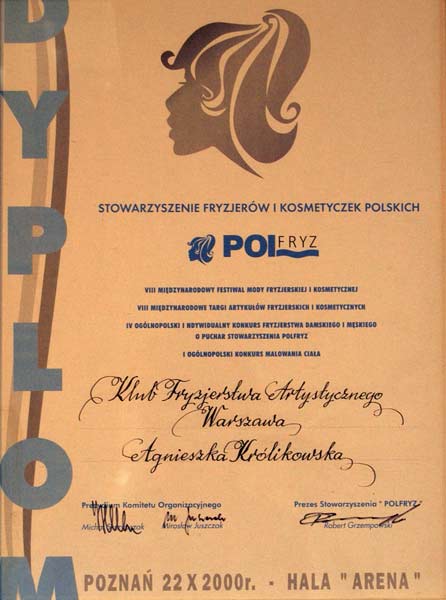 DYPLOM
STOWARZYSZENIE FRYZJERÓW I KOSMETYCZEK POLSKICH
POLFRYZ
VIII MIĘDZYNARODOWY FESTIWAL MODY FRYZJERSKIEJ I KOSMETYCZNEJ
VIII MIĘDZYNARODOWE TARGI ARTYKUŁÓW FRYZJERSKICH I KOSMETYCZNYCH
IV OGÓLNOPOLSKI I NDYWIDUALNY KONKURS FRYZJERSTWA DAMSKIEGO I MĘSKIEGO
O PUCHAR STOWARZYSZENIA POLFRYZ
I OGÓLNOPOLSKI KONKURS MALOWANIA CIAŁA
Klub Fryzjerstwa Artystycznego
Warszawa
Agnieszka Królikowska
Prezydium Komitetu Organizacyjnego
Prezes Stowarzyszenia "POLFRYZ"
Mirosław Juszczak
Robert Grzempowski
POZNAŃ 22 X 2000r. - HALA "ARENA"